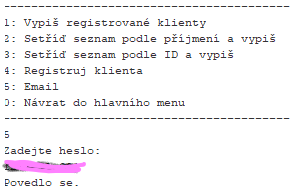 ---------------------------------------------
1: Vypiš registrované klienty
2: Setřiď seznam podle příjmení a vypiš
3: Setřiď seznam podle ID a vypiš
4: Registruj klienta
5: Email
0: Návrat do hlavního menu
---------------------------------------------
5
Zadejte heslo:
Povedlo se.